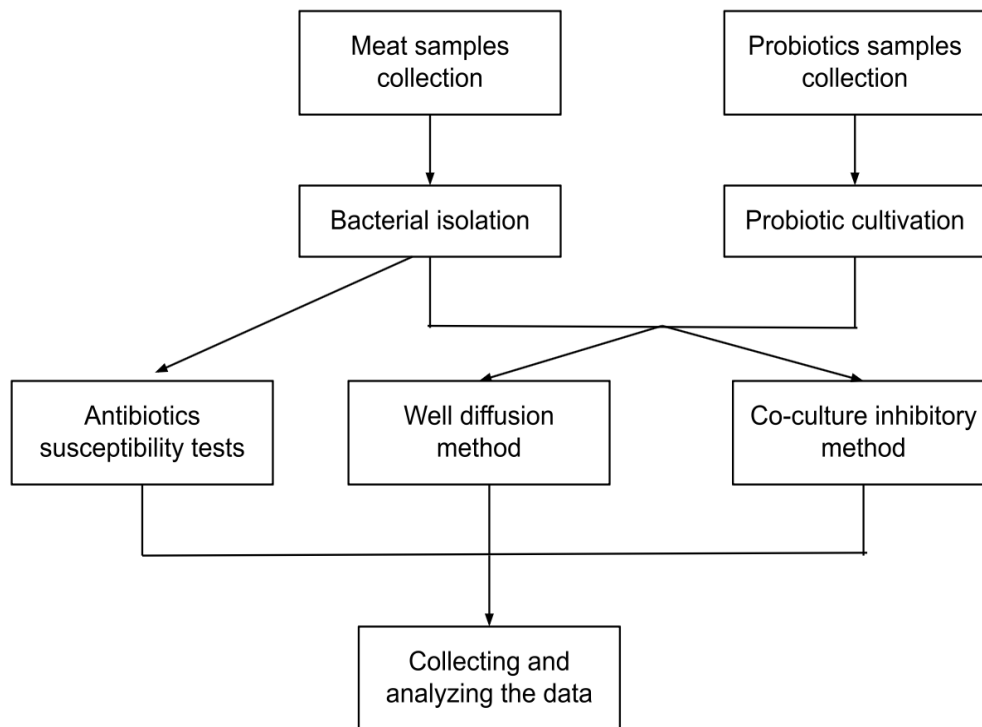 Meat samples
collection
Probiotics samples
collection
Bacterial isolation
Probiotic cultivation
Antibiotics
susceptibility tests
Well diffusion
method
Co-culture inhibitory
method
Collecting and
analyzing the data